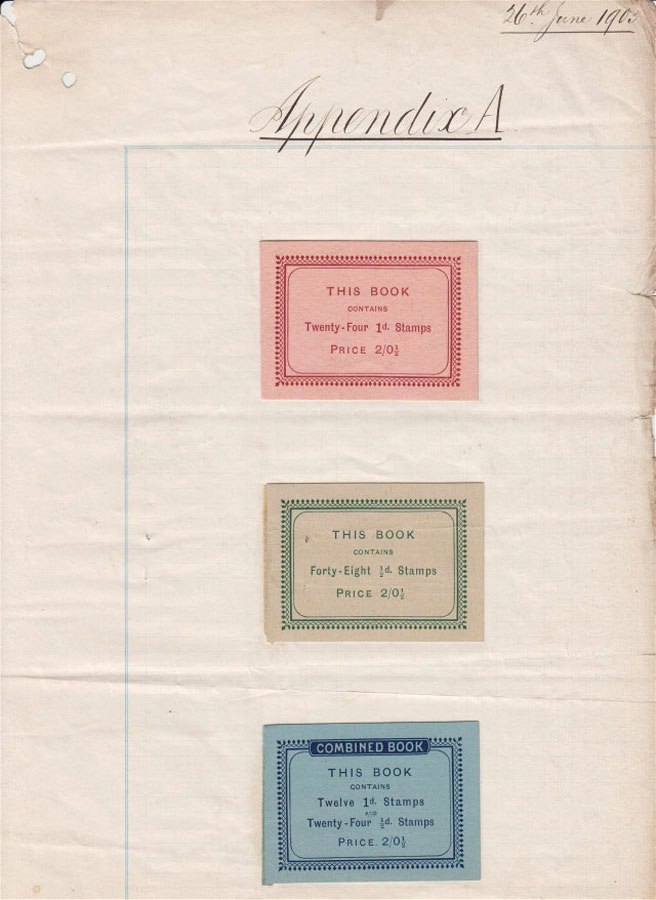 26th June 1903
Appendix A
THIS BOOK
CONTAINS
Twenty-Four 1d. Stamps
PRICE 2/0½
THIS BOOK
CONTAINS
Forty-Eight ½d. Stamps
PRICE 2/0½
COMBINED BOOK
THIS BOOK
CONTAINS
Twelve 1d. Stamps
AND
Twenty-Four ½d. Stamps
PRICE 2/0½